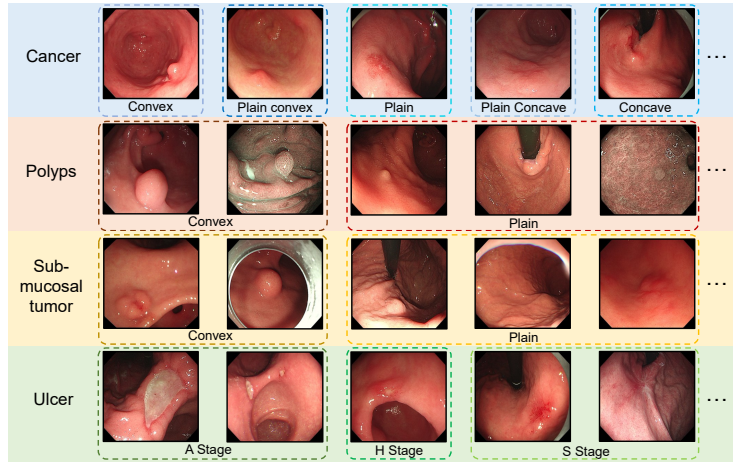 Cancer
Convex
Plain convex
Plain
Plain Concave
Concave
...
Polyps
Convex
Plain
...
Sub-
mucosal
tumor
Convex
Plain
...
Ulcer
A Stage
H Stage
S Stage
...